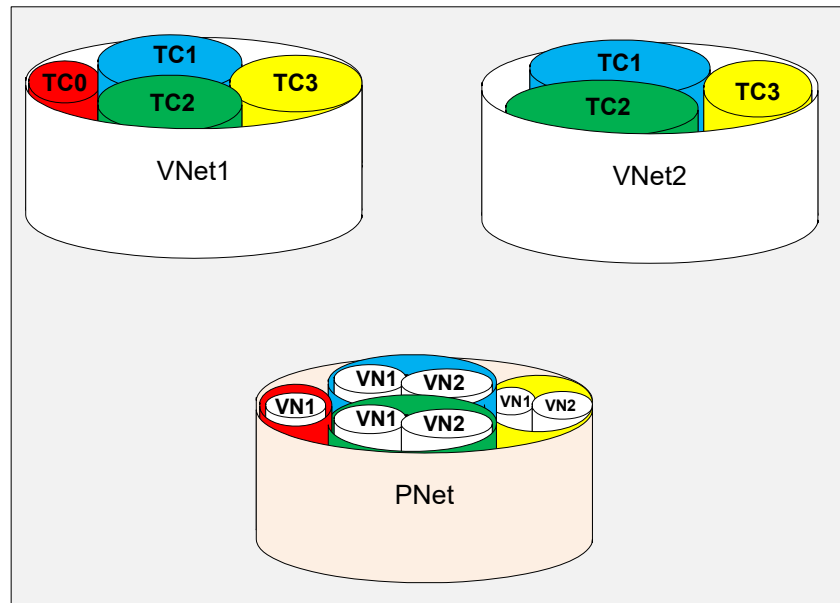 TC1
TC0
TC3
TC2
VNet1
TC1
TC3
TC2
VNet2
VN1 VN2
VN1 VN1 VN2
VN1 VN2
PNet